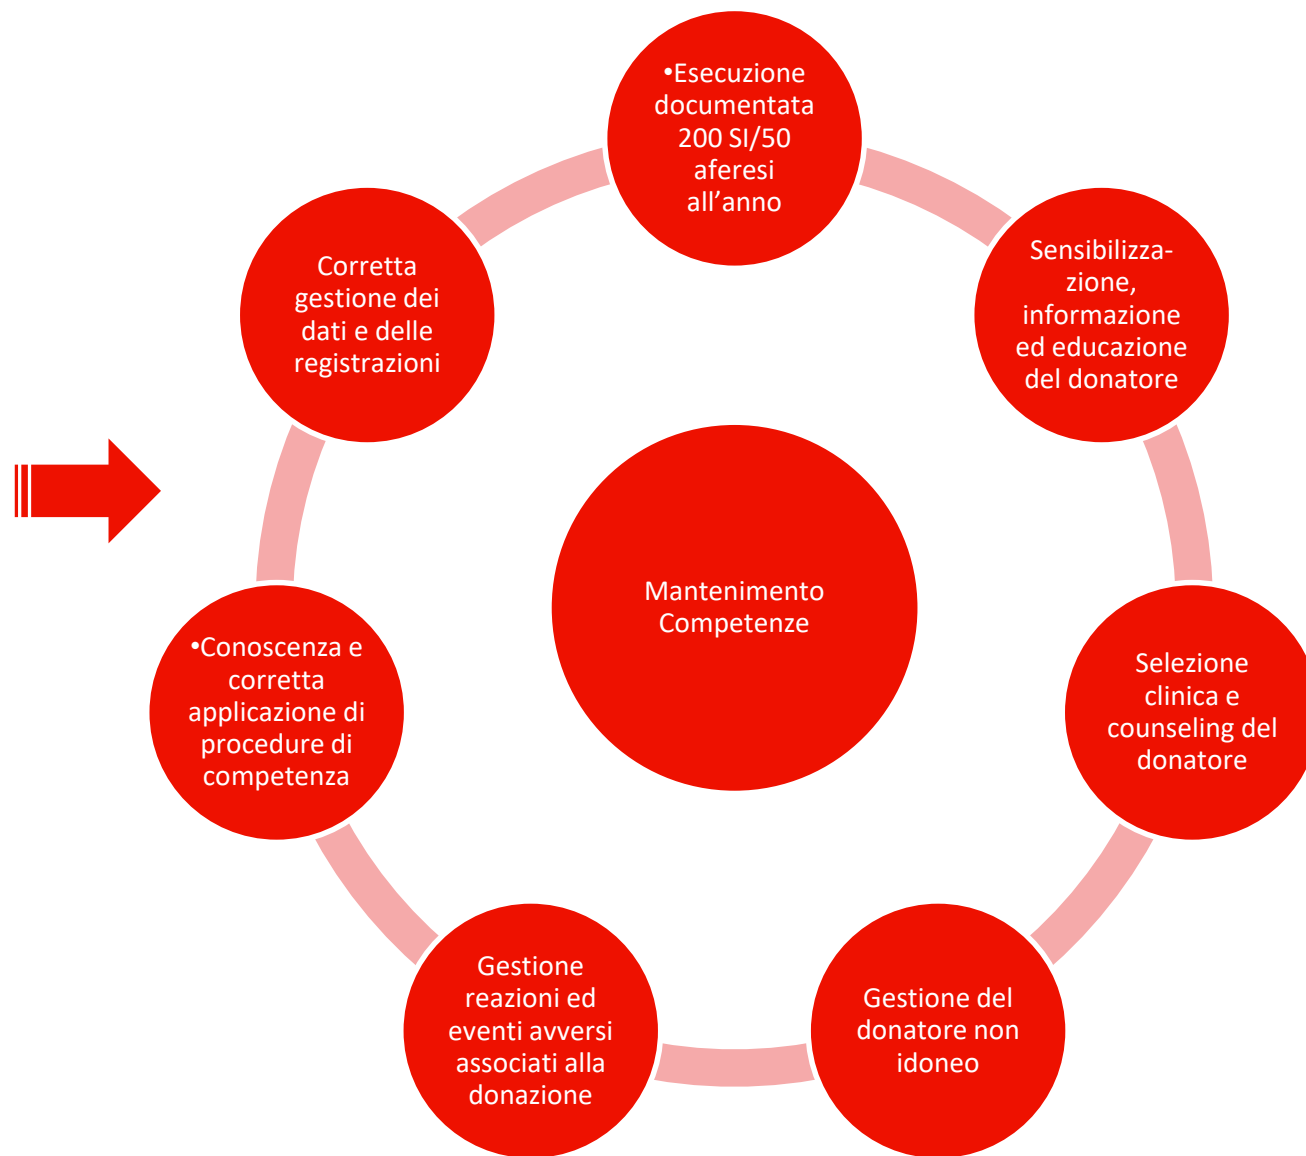 •Esecuzione
documentata
200 SI/50
aferesi
all’anno
Sensibilizza-
zione,
informazione
ed educazione
del donatore
Selezione
clinica e
counseling del
donatore
Gestione del
donatore non
idoneo
Gestione
reazioni ed
eventi avversi
associati alla
donazione
•Conoscenza e
corretta
applicazione di
procedure di
competenza
Corretta
gestione dei
dati e delle
registrazioni
Mantenimento
Competenze